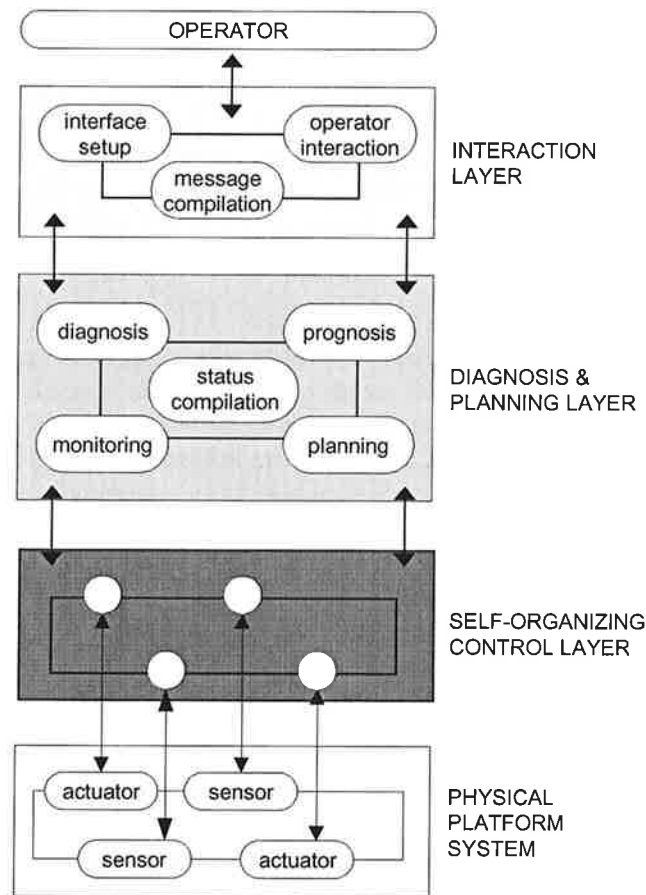 OPERATOR
interface
setup
operator
interaction
message
compilation
INTERACTION
LAYER
diagnosis
prognosis
status
compilation
monitoring
planning
DIAGNOSIS &
PLANNING LAYER
SELF-ORGANIZING
CONTROL LAYER
actuator
sensor
sensor
actuator
PHYSICAL
PLATFORM
SYSTEM